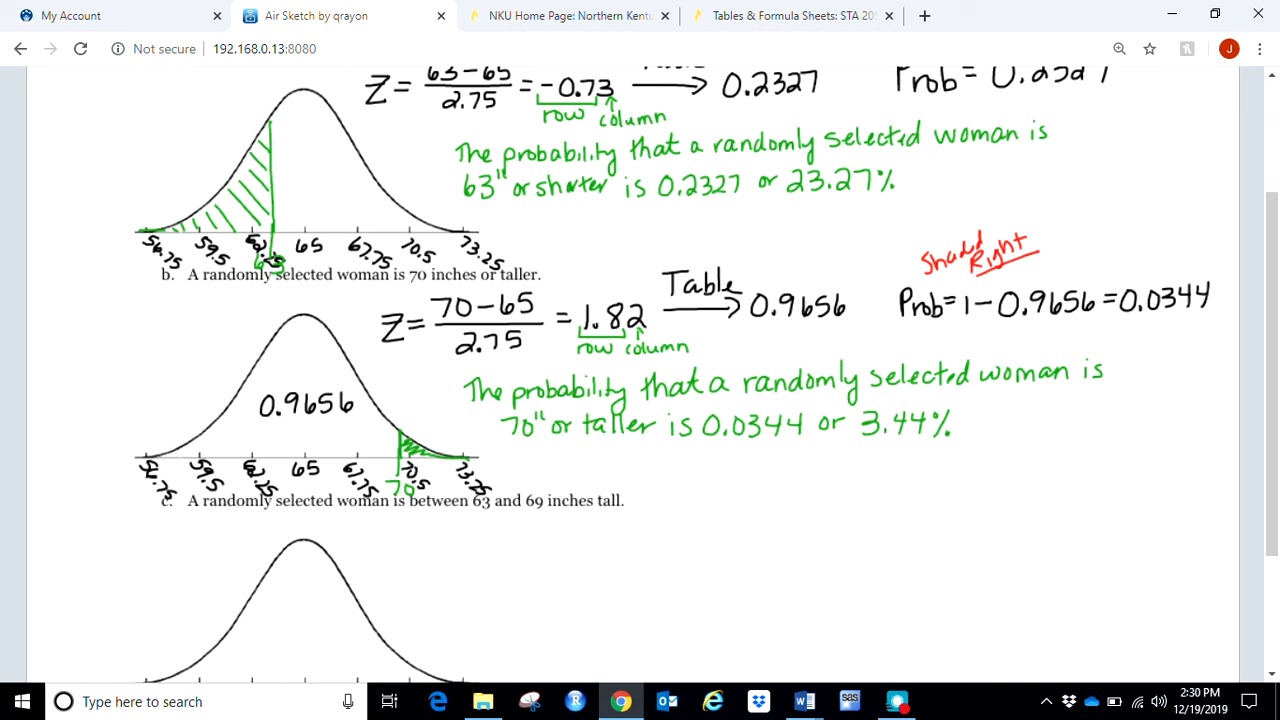 My Account
Air Sketch by qrayon
NKU Home Page: Northern Kentu
Tables & Formula Sheets: STA 20
Not secure 192.168.0.13:8080
J
Z = 63-65 / 2.75 = -0.73 → 0.2327
Prob = 0.2327
row column
The probability that a randomly selected woman is
63" or shorter is 0.2327 or 23.27%
56.75 59.5 62.25 65 67.75 70.5 73.25
63
Shaded Right
b. A randomly selected woman is 70 inches or taller.
Z = 70-65 / 2.75 = 1.82 Table → 0.9656
Prob = 1 - 0.9656 = 0.0344
row column
The probability that a randomly selected woman is
70" or taller is 0.0344 or 3.44%
0.9656
56.75 59.5 62.25 65 67.75 70.5 73.25
70
c. A randomly selected woman is between 63 and 69 inches tall.
Type here to search
2:30 PM
12/19/2019